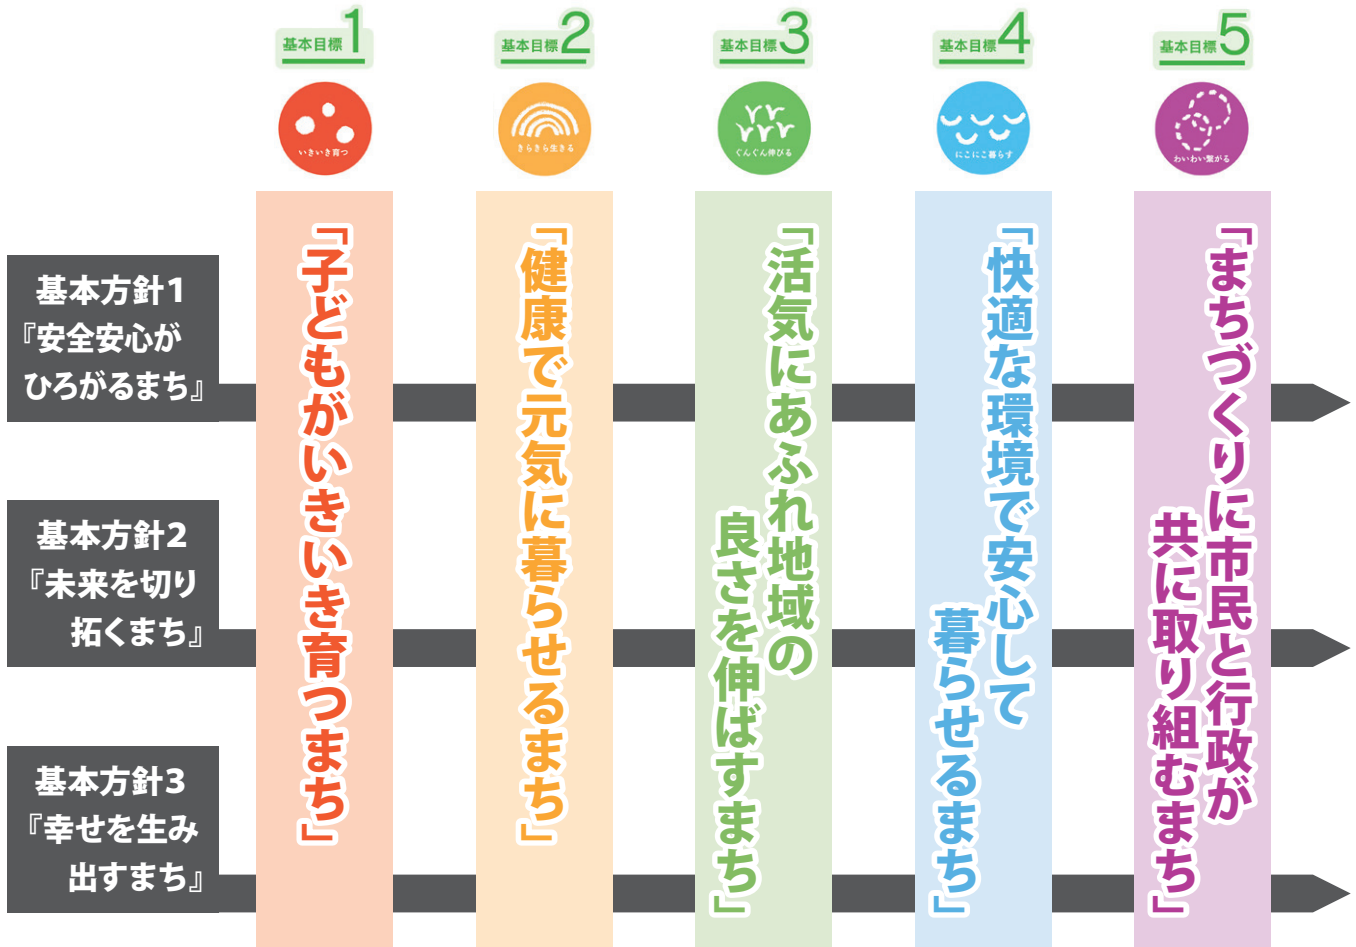 基本目標1
いきいき育つ
基本目標2
きらきら生きる
基本目標3
ぐんぐん伸びる
基本目標4
にこにこ暮らす
基本目標5
わいわい繋がる
基本方針1
『安全安心が
ひろがるまち』
基本方針2
『未来を切り
拓くまち』
基本方針3
『幸せを生み
出すまち』
「子どもがいきいき育つまち」
「健康で元気に暮らせるまち」
「活気にあふれ地域の
良さを伸ばすまち」
「快適な環境で安心して
暮らせるまち」
「まちづくりに市民と行政が
共に取り組むまち」